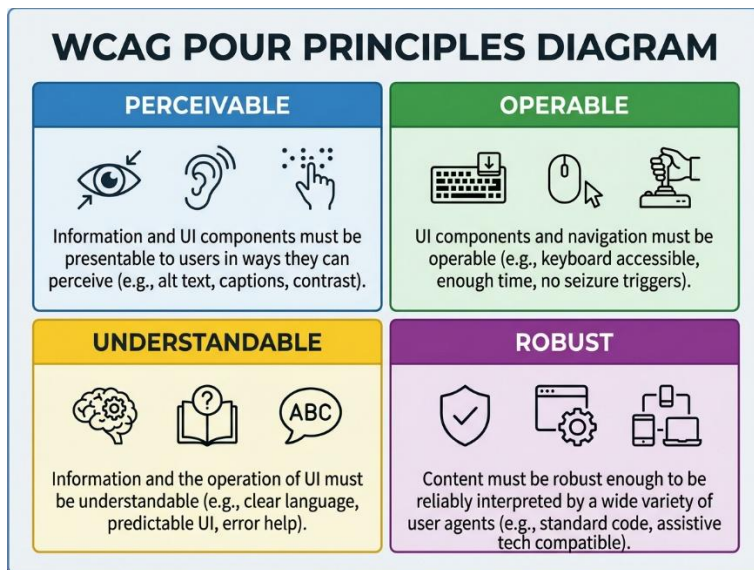 WCAG POUR PRINCIPLES DIAGRAM
PERCEIVABLE
Information and UI components must be
presentable to users in ways they can
perceive (e.g., alt text, captions, contrast).
OPERABLE
UI components and navigation must be
operable (e.g., keyboard accessible,
enough time, no seizure triggers).
UNDERSTANDABLE
?
ABC
Information and the operation of UI must
be understandable (e.g., clear language,
predictable UI, error help).
ROBUST
Content must be robust enough to be
reliably interpreted by a wide variety of
user agents (e.g., standard code, assistive
tech compatible).